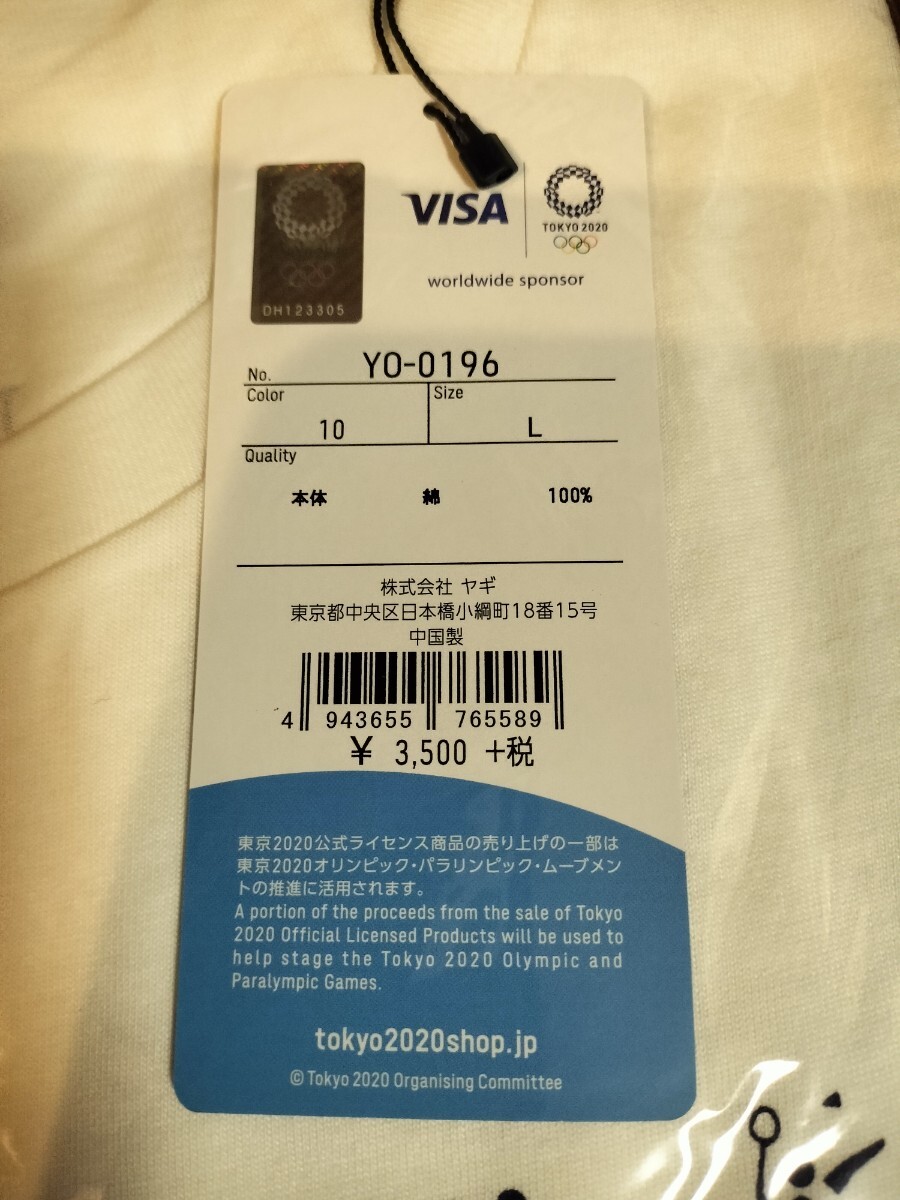 VISA
TOKYO 2020
worldwide sponsor
DH123305
No. YO-0196
Color Size
10 L
Quality
本体 綿 100%
株式会社 ヤギ
東京都中央区日本橋小綱町18番15号
中国製
4 943655 765589
¥ 3,500 +税
東京2020公式ライセンス商品の売り上げの一部は
東京2020オリンピック・パラリンピック・ムーブメン
トの推進に活用されます。
A portion of the proceeds from the sale of Tokyo
2020 Official Licensed Products will be used to
help stage the Tokyo 2020 Olympic and
Paralympic Games.
tokyo2020shop.jp
© Tokyo 2020 Organising Committee